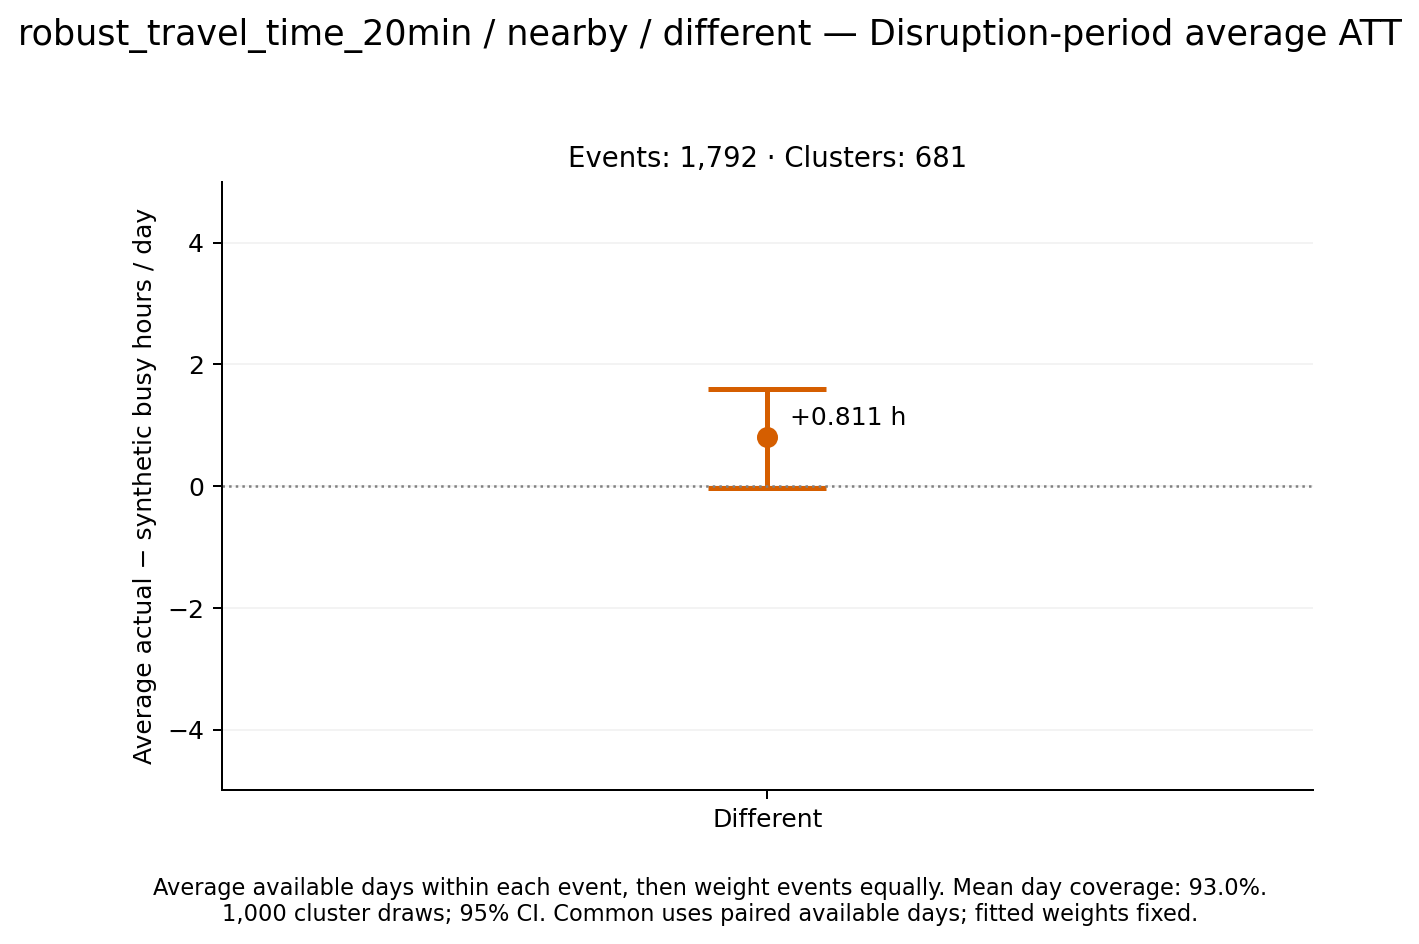 robust_travel_time_20min / nearby / different — Disruption-period average ATT
Events: 1,792 · Clusters: 681
Average actual − synthetic busy hours / day
4
2
0
−2
−4
+0.811 h
Different
Average available days within each event, then weight events equally. Mean day coverage: 93.0%.
1,000 cluster draws; 95% CI. Common uses paired available days; fitted weights fixed.